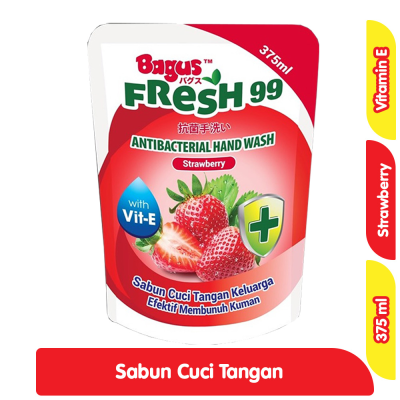 375ml
Bagus™
バグス
FRESH 99
抗菌手洗い
ANTIBACTERIAL HAND WASH
Strawberry
with
Vit-E
Sabun Cuci Tangan Keluarga
Efektif Membunuh Kuman
Sabun Cuci Tangan
Vitamin E
Strawberry
375 ml